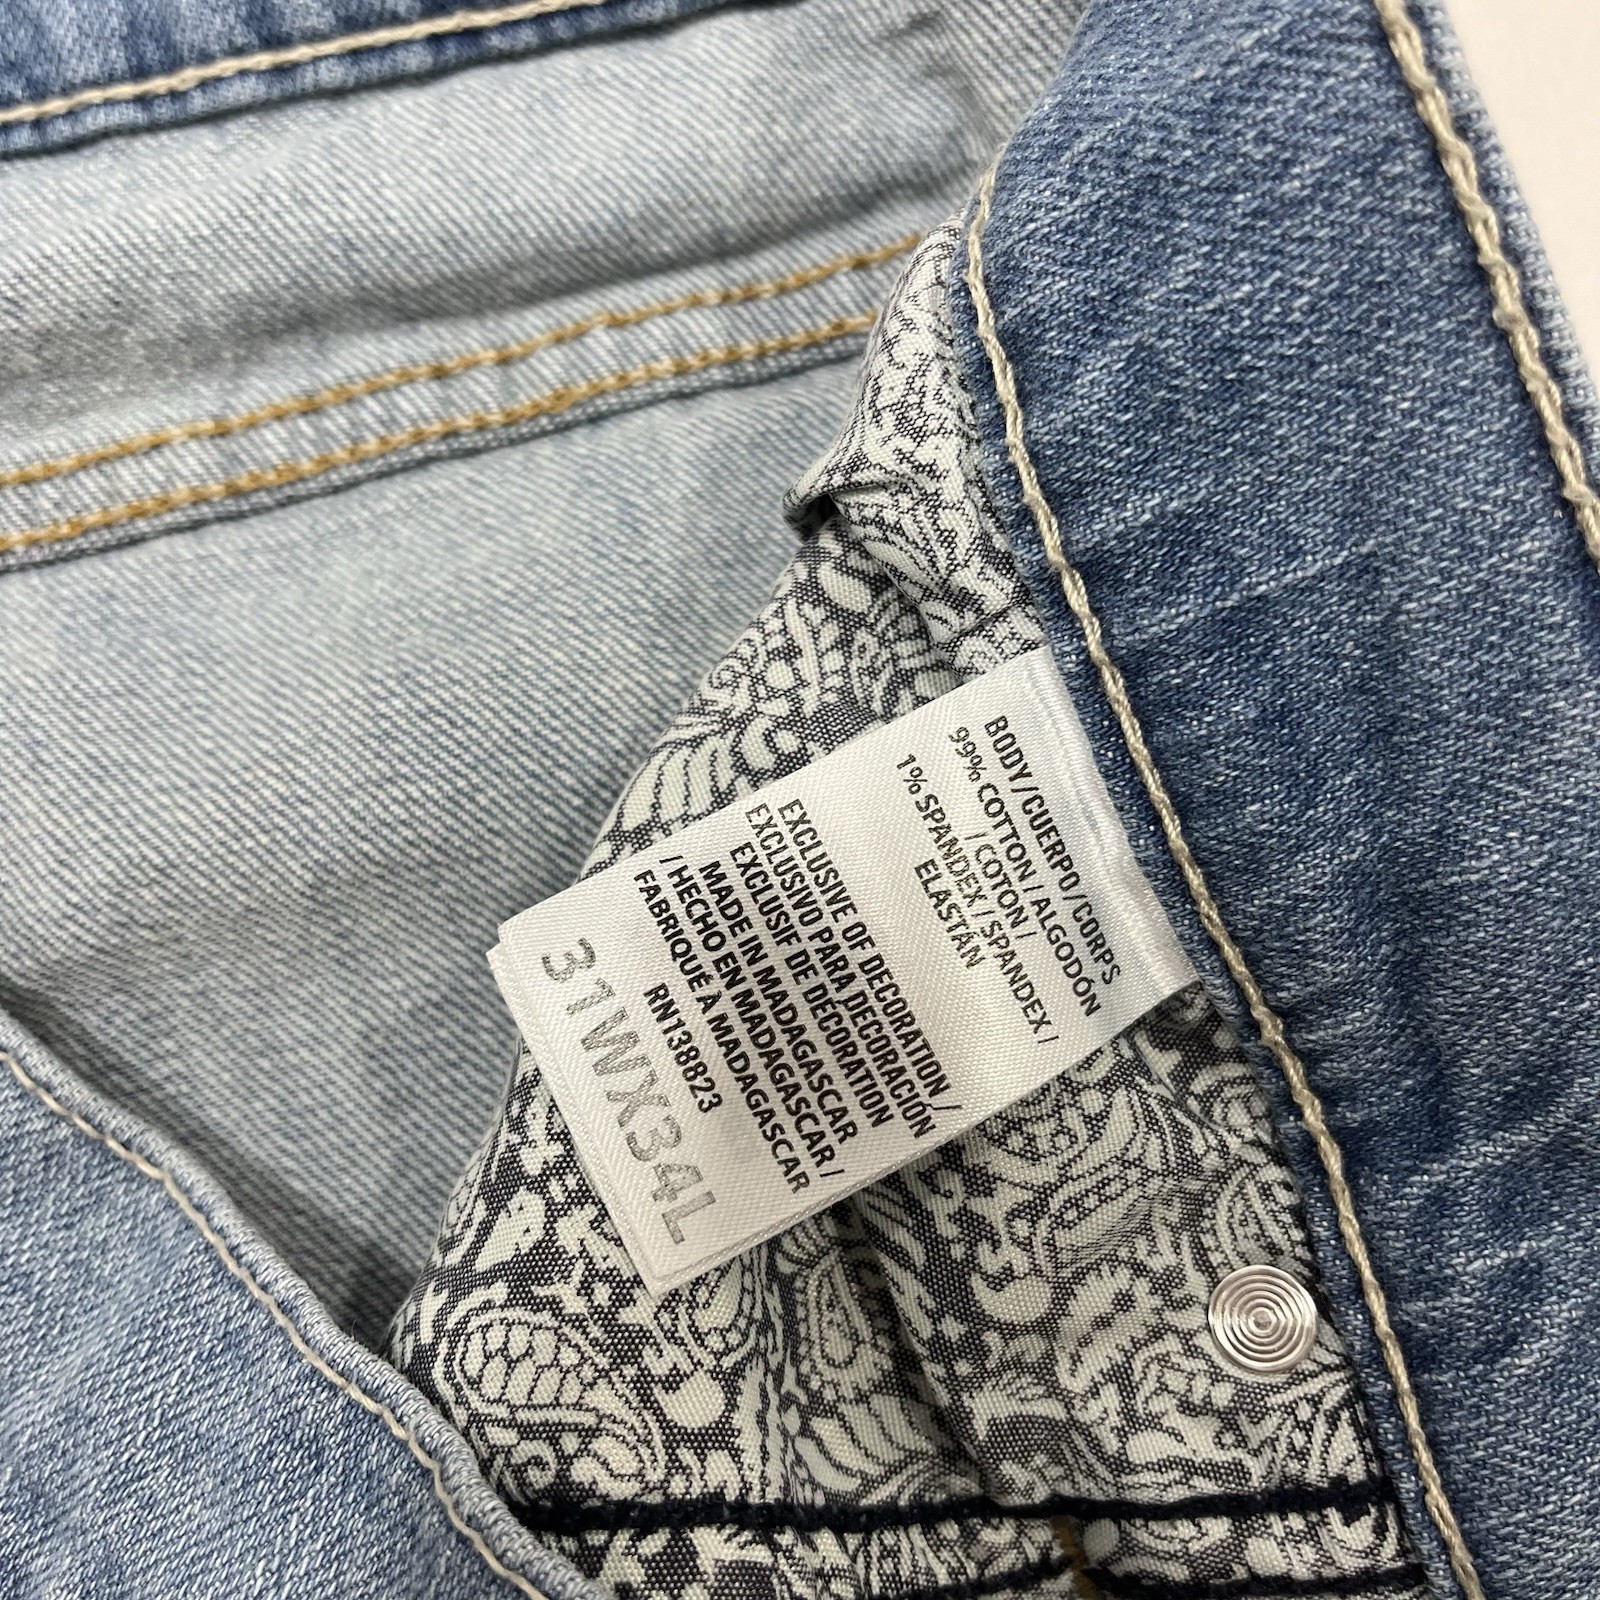 BODY/CUERPO/CORPS
99% COTTON/ALGODÓN
/COTON/
1% SPANDEX/SPANDEX/
ELASTÁN
EXCLUSIVE OF DECORATION/
EXCLUSIVO PARA DECORACIÓN
EXCLUSIF DE DÉCORATION
MADE IN MADAGASCAR
/HECHO EN MADAGASCAR/
FABRIQUÉ À MADAGASCAR
RN138823
31WX34L